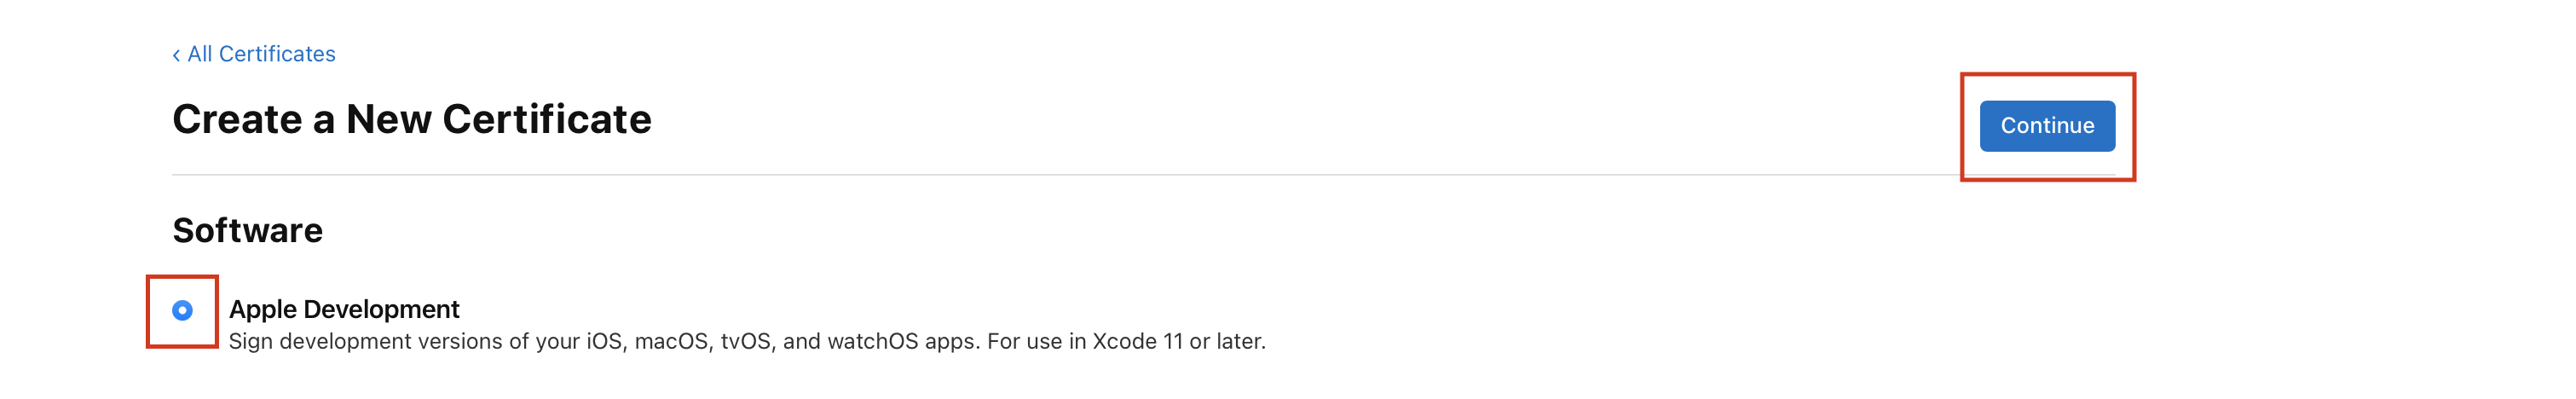 ‹ All Certificates
Create a New Certificate
Continue
Software
Apple Development
Sign development versions of your iOS, macOS, tvOS, and watchOS apps. For use in Xcode 11 or later.